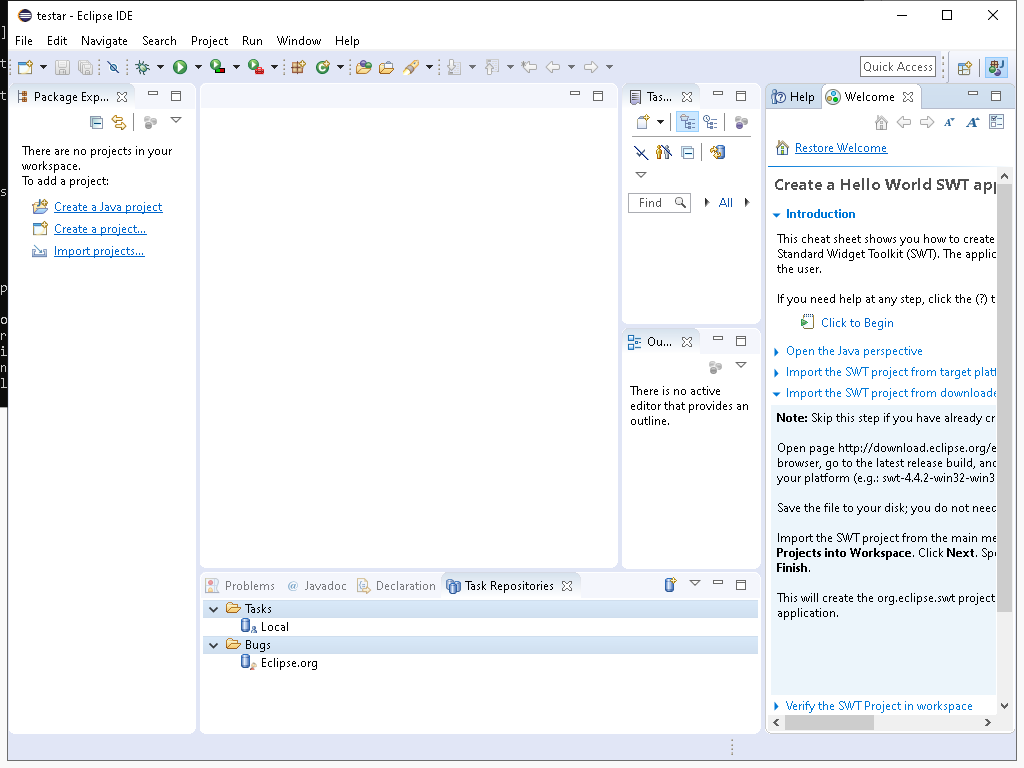 testar - Eclipse IDE
File Edit Navigate Search Project Run Window Help
Quick Access
Package Exp...
There are no projects in your
workspace.
To add a project:
Create a Java project
Create a project...
Import projects...
Tas...
Find
All
Ou...
There is no active
editor that provides an
outline.
Help Welcome
Restore Welcome
Create a Hello World SWT app
Introduction
This cheat sheet shows you how to create
Standard Widget Toolkit (SWT). The applic
the user.
If you need help at any step, click the (?) t
Click to Begin
Open the Java perspective
Import the SWT project from target platf
Import the SWT project from downloade
Note: Skip this step if you have already cr
Open page http://download.eclipse.org/e
browser, go to the latest release build, and
your platform (e.g.: swt-4.4.2-win32-win3
Save the file to your disk; you do not need
Import the SWT project from the main me
Projects into Workspace. Click Next. Spe
Finish.
This will create the org.eclipse.swt project
application.
Verify the SWT Project in workspace
Problems @ Javadoc Declaration Task Repositories
Tasks
Local
Bugs
Eclipse.org